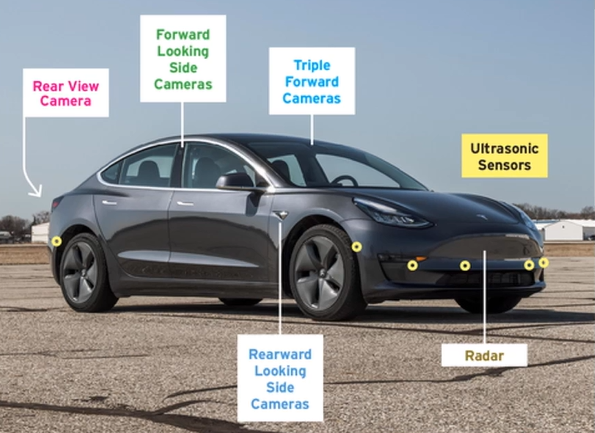 Forward
Looking
Side
Cameras
Triple
Forward
Cameras
Rear View
Camera
Ultrasonic
Sensors
Rearward
Looking
Side
Cameras
Radar